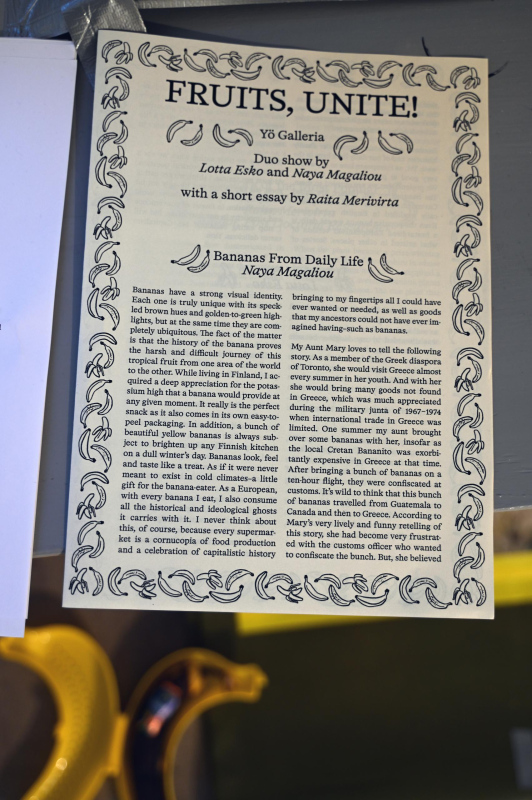 FRUITS, UNITE!
Yö Galleria
Duo show by
Lotta Esko and Naya Magaliou
with a short essay by Raita Merivirta
Bananas From Daily Life
Naya Magaliou
Bananas have a strong visual identity.
Each one is truly unique with its speck-
led brown hues and golden-to-green high-
lights, but at the same time they are com-
pletely ubiquitous. The fact of the matter
is that the history of the banana proves
the harsh and difficult journey of this
tropical fruit from one area of the world
to the other. While living in Finland, I ac-
quired a deep appreciation for the potas-
sium high that a banana would provide at
any given moment. It really is the perfect
snack as it also comes in its own easy-to-
peel packaging. In addition, a bunch of
beautiful yellow bananas is always sub-
ject to brighten up any Finnish kitchen
on a dull winter's day. Bananas look, feel
and taste like a treat. As if it were never
meant to exist in cold climates–a little
gift for the banana-eater. As a European,
with every banana I eat, I also consume
all the historical and ideological ghosts
it carries with it. I never think about
this, of course, because every supermar-
ket is a cornucopia of food production
and a celebration of capitalistic history
bringing to my fingertips all I could have
ever wanted or needed, as well as goods
that my ancestors could not have ever im-
agined having–such as bananas.
My Aunt Mary loves to tell the following
story. As a member of the Greek diaspora
of Toronto, she would visit Greece almost
every summer in her youth. And with her
she would bring many goods not found
in Greece, which was much appreciated
during the military junta of 1967–1974
when international trade in Greece was
limited. One summer my aunt brought
over some bananas with her, insofar as
the local Cretan Bananito was exorbi-
tantly expensive in Greece at that time.
After bringing a bunch of bananas on a
ten-hour flight, they were confiscated at
customs. It's wild to think that this bunch
of bananas travelled from Guatemala to
Canada and then to Greece. According to
Mary's very lively and funny retelling of
this story, she had become very frustrat-
ed with the customs officer who wanted
to confiscate the bunch. But, she believed